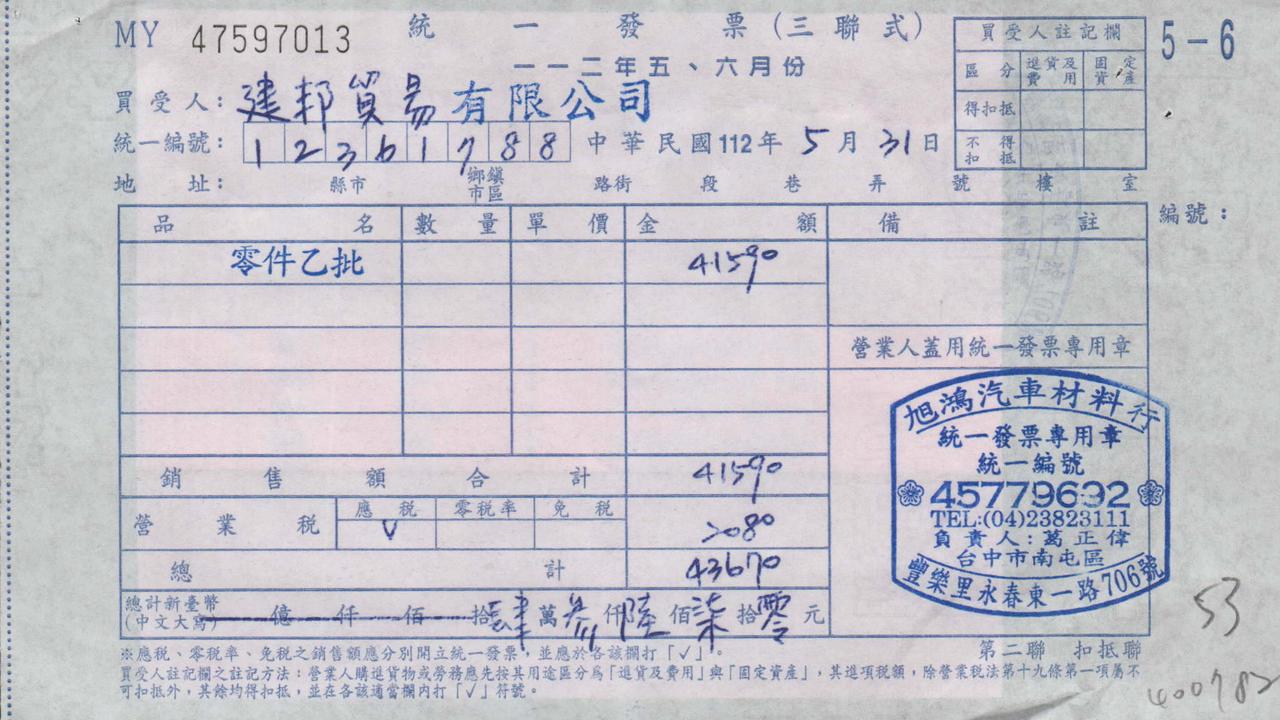 MY 47597013 統一發票(三聯式)
一一二年五、六月份
5-6
買受人註記欄
區分 進貨及費用 固定資產
得扣抵
不得扣抵
買受人：建邦貿易有限公司
統一編號：12361788 中華民國112年5月31日
地址： 縣市 鄉鎮市區 路街 段 巷 弄 號 樓 室
編號：
品名 數量 單價 金額 備註
零件乙批 41590
營業人蓋用統一發票專用章
旭鴻汽車材料行
統一發票專用章
統一編號
45779692
TEL:(04)23823111
負責人：葛正偉
台中市南屯區
豐樂里永春東一路706號
銷售額合計 41590
營業稅 應稅 零稅率 免稅 2080
V
總計 43670
總計新臺幣(中文大寫) 億仟佰拾肆萬參仟陸佰柒拾零元
※應稅、零稅率、免稅之銷售額應分別開立統一發票，並應於各該欄打「√」。
第二聯 扣抵聯
買受人註記欄之註記方法：營業人購進貨物或勞務應先按其用途區分為「進貨及費用」與「固定資產」，其進項稅額，除營業稅法第十九條第一項屬不
可扣抵外，其餘均得扣抵，並在各該適當欄內打「√」符號。
53